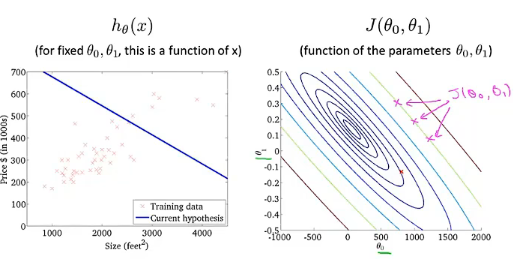 hθ(x)
(for fixed θ₀, θ₁, this is a function of x)
Price $ (in 1000s)
700
600
500
400
300
200
100
0
1000
2000
3000
4000
Size (feet²)
Training data
Current hypothesis
J(θ₀, θ₁)
(function of the parameters θ₀, θ₁)
θ₁
0.5
0.4
0.3
0.2
0.1
0
-0.1
-0.2
-0.3
-0.4
-0.5
-1000
-500
0
500
1000
1500
2000
θ₀
J(θ₀, θ₁)